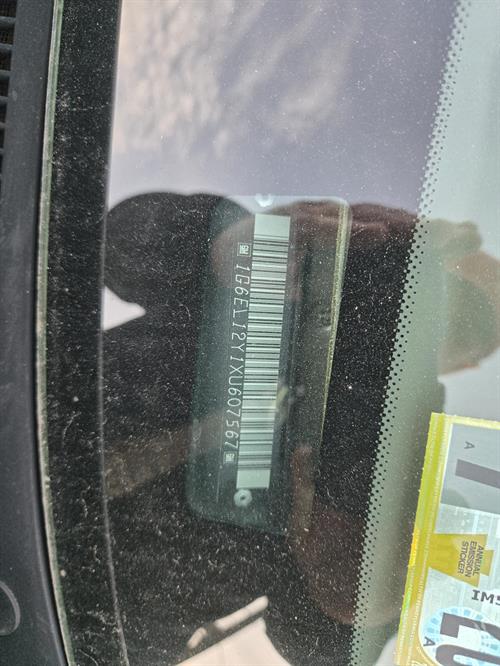 1G6EL12Y1XU607567
A
ANNUAL
EMISSION
STICKER
A